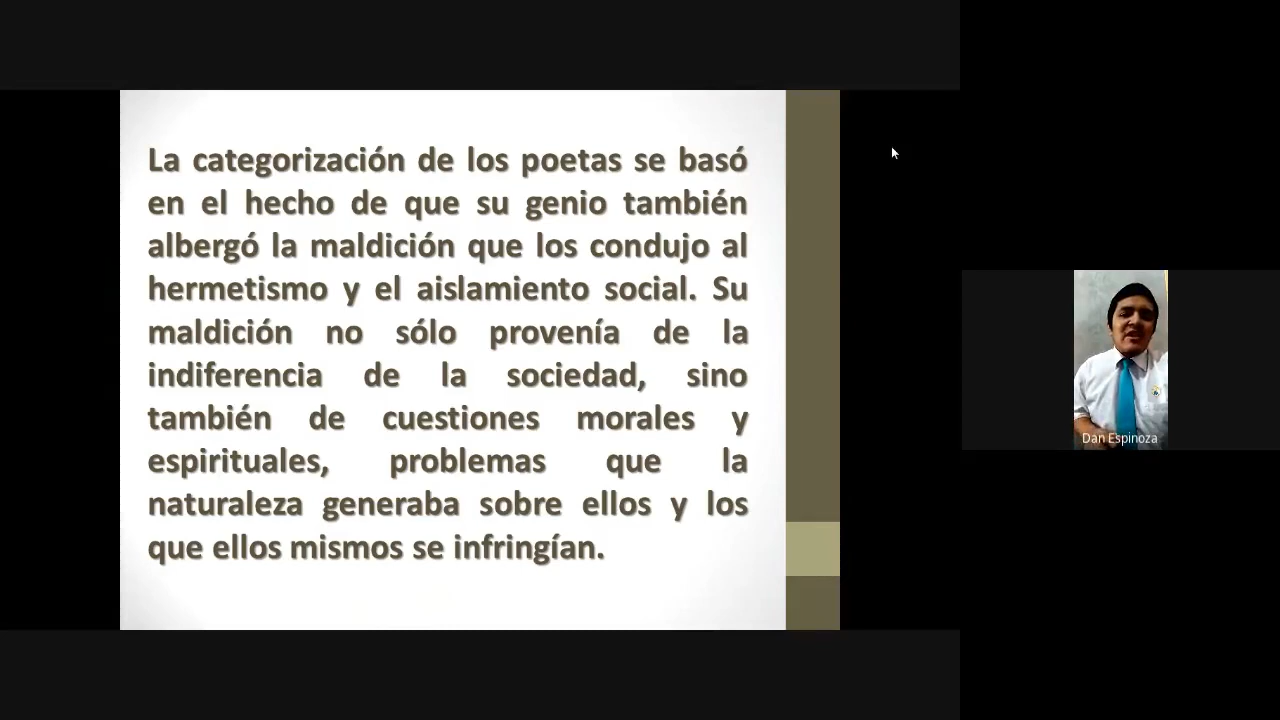 La categorización de los poetas se basó
en el hecho de que su genio también
albergó la maldición que los condujo al
hermetismo y el aislamiento social. Su
maldición no sólo provenía de la
indiferencia de la sociedad, sino
también de cuestiones morales y
espirituales, problemas que la
naturaleza generaba sobre ellos y los
que ellos mismos se infringían.
Dan Espinoza